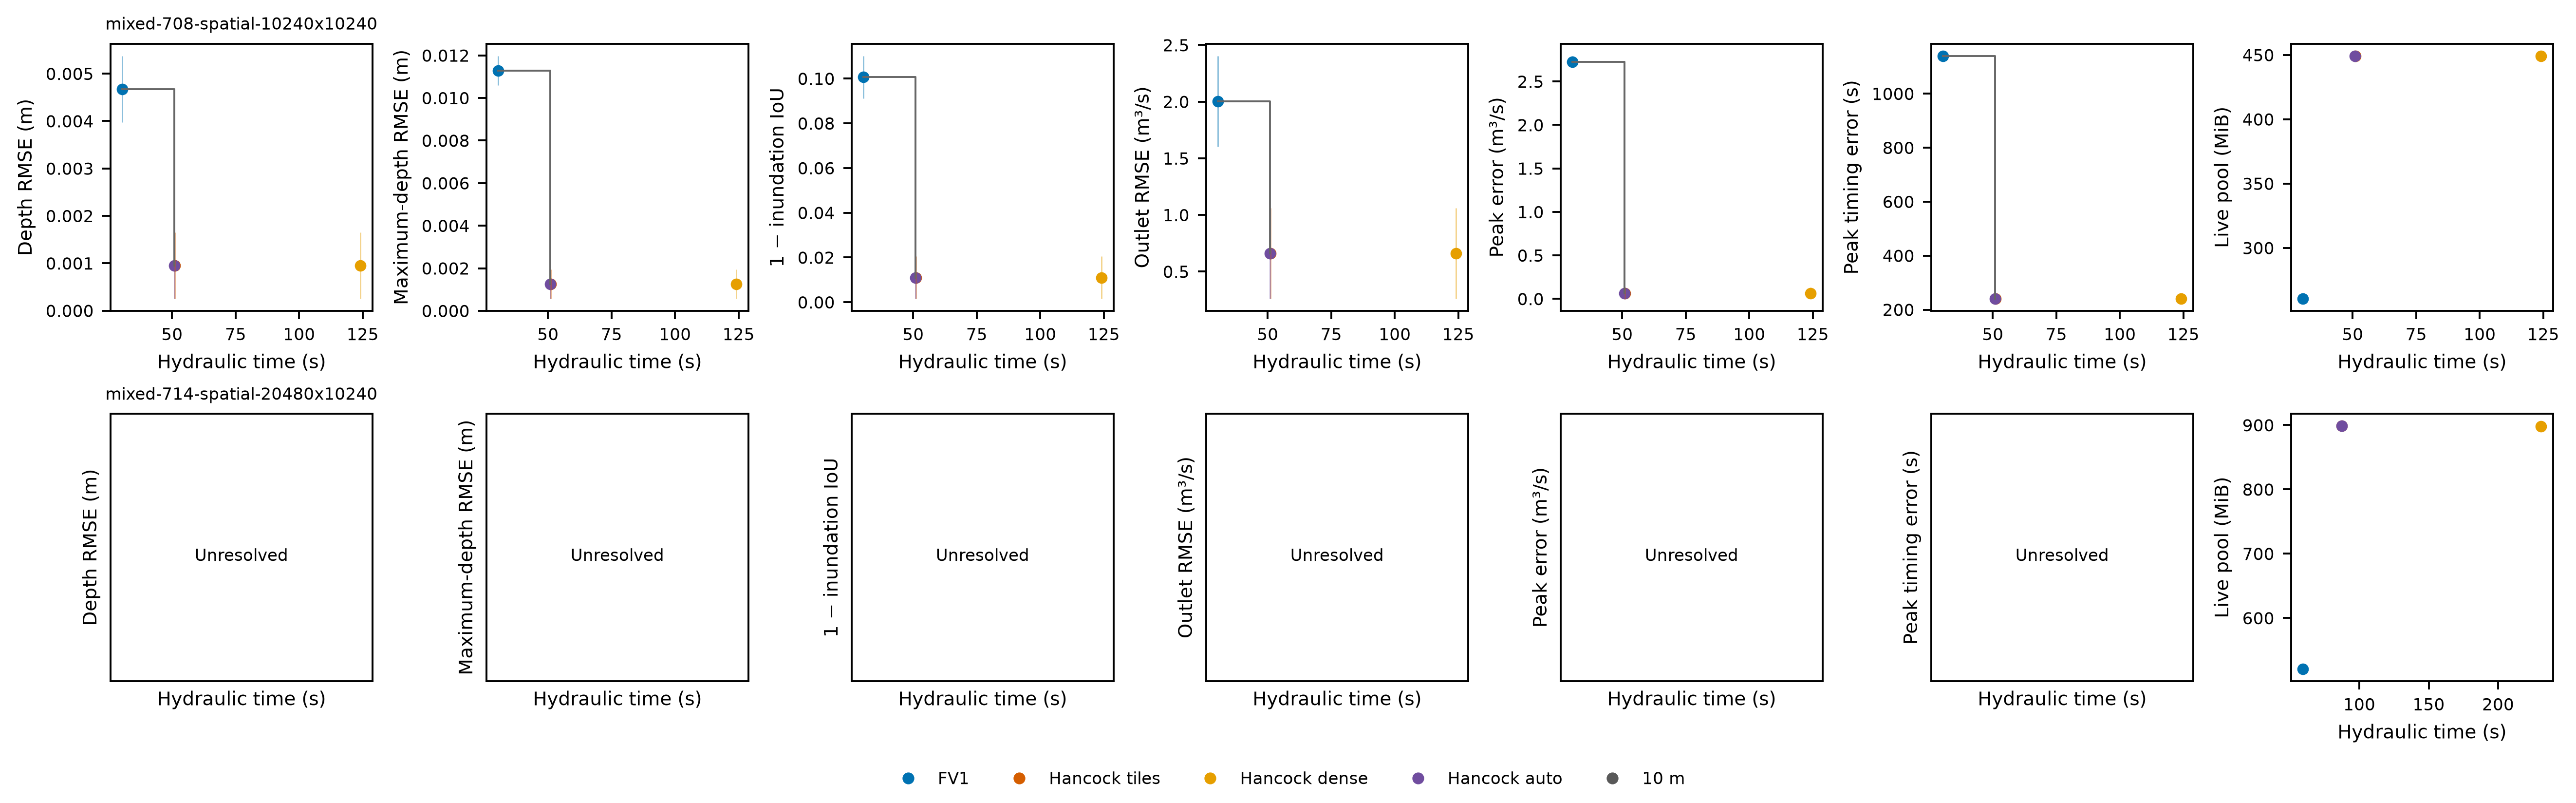 mixed-708-spatial-10240x10240
Depth RMSE (m)
0.005
0.004
0.003
0.002
0.001
0.000
50 75 100 125
Hydraulic time (s)
Maximum-depth RMSE (m)
0.012
0.010
0.008
0.006
0.004
0.002
0.000
50 75 100 125
Hydraulic time (s)
1 − inundation IoU
0.10
0.08
0.06
0.04
0.02
0.00
50 75 100 125
Hydraulic time (s)
Outlet RMSE (m³/s)
2.5
2.0
1.5
1.0
0.5
50 75 100 125
Hydraulic time (s)
Peak error (m³/s)
2.5
2.0
1.5
1.0
0.5
0.0
50 75 100 125
Hydraulic time (s)
Peak timing error (s)
1000
800
600
400
200
50 75 100 125
Hydraulic time (s)
Live pool (MiB)
450
400
350
300
50 75 100 125
Hydraulic time (s)
mixed-714-spatial-20480x10240
Depth RMSE (m)
Unresolved
Hydraulic time (s)
Maximum-depth RMSE (m)
Unresolved
Hydraulic time (s)
1 − inundation IoU
Unresolved
Hydraulic time (s)
Outlet RMSE (m³/s)
Unresolved
Hydraulic time (s)
Peak error (m³/s)
Unresolved
Hydraulic time (s)
Peak timing error (s)
Unresolved
Hydraulic time (s)
Live pool (MiB)
900
800
700
600
100 150 200
Hydraulic time (s)
FV1 Hancock tiles Hancock dense Hancock auto 10 m